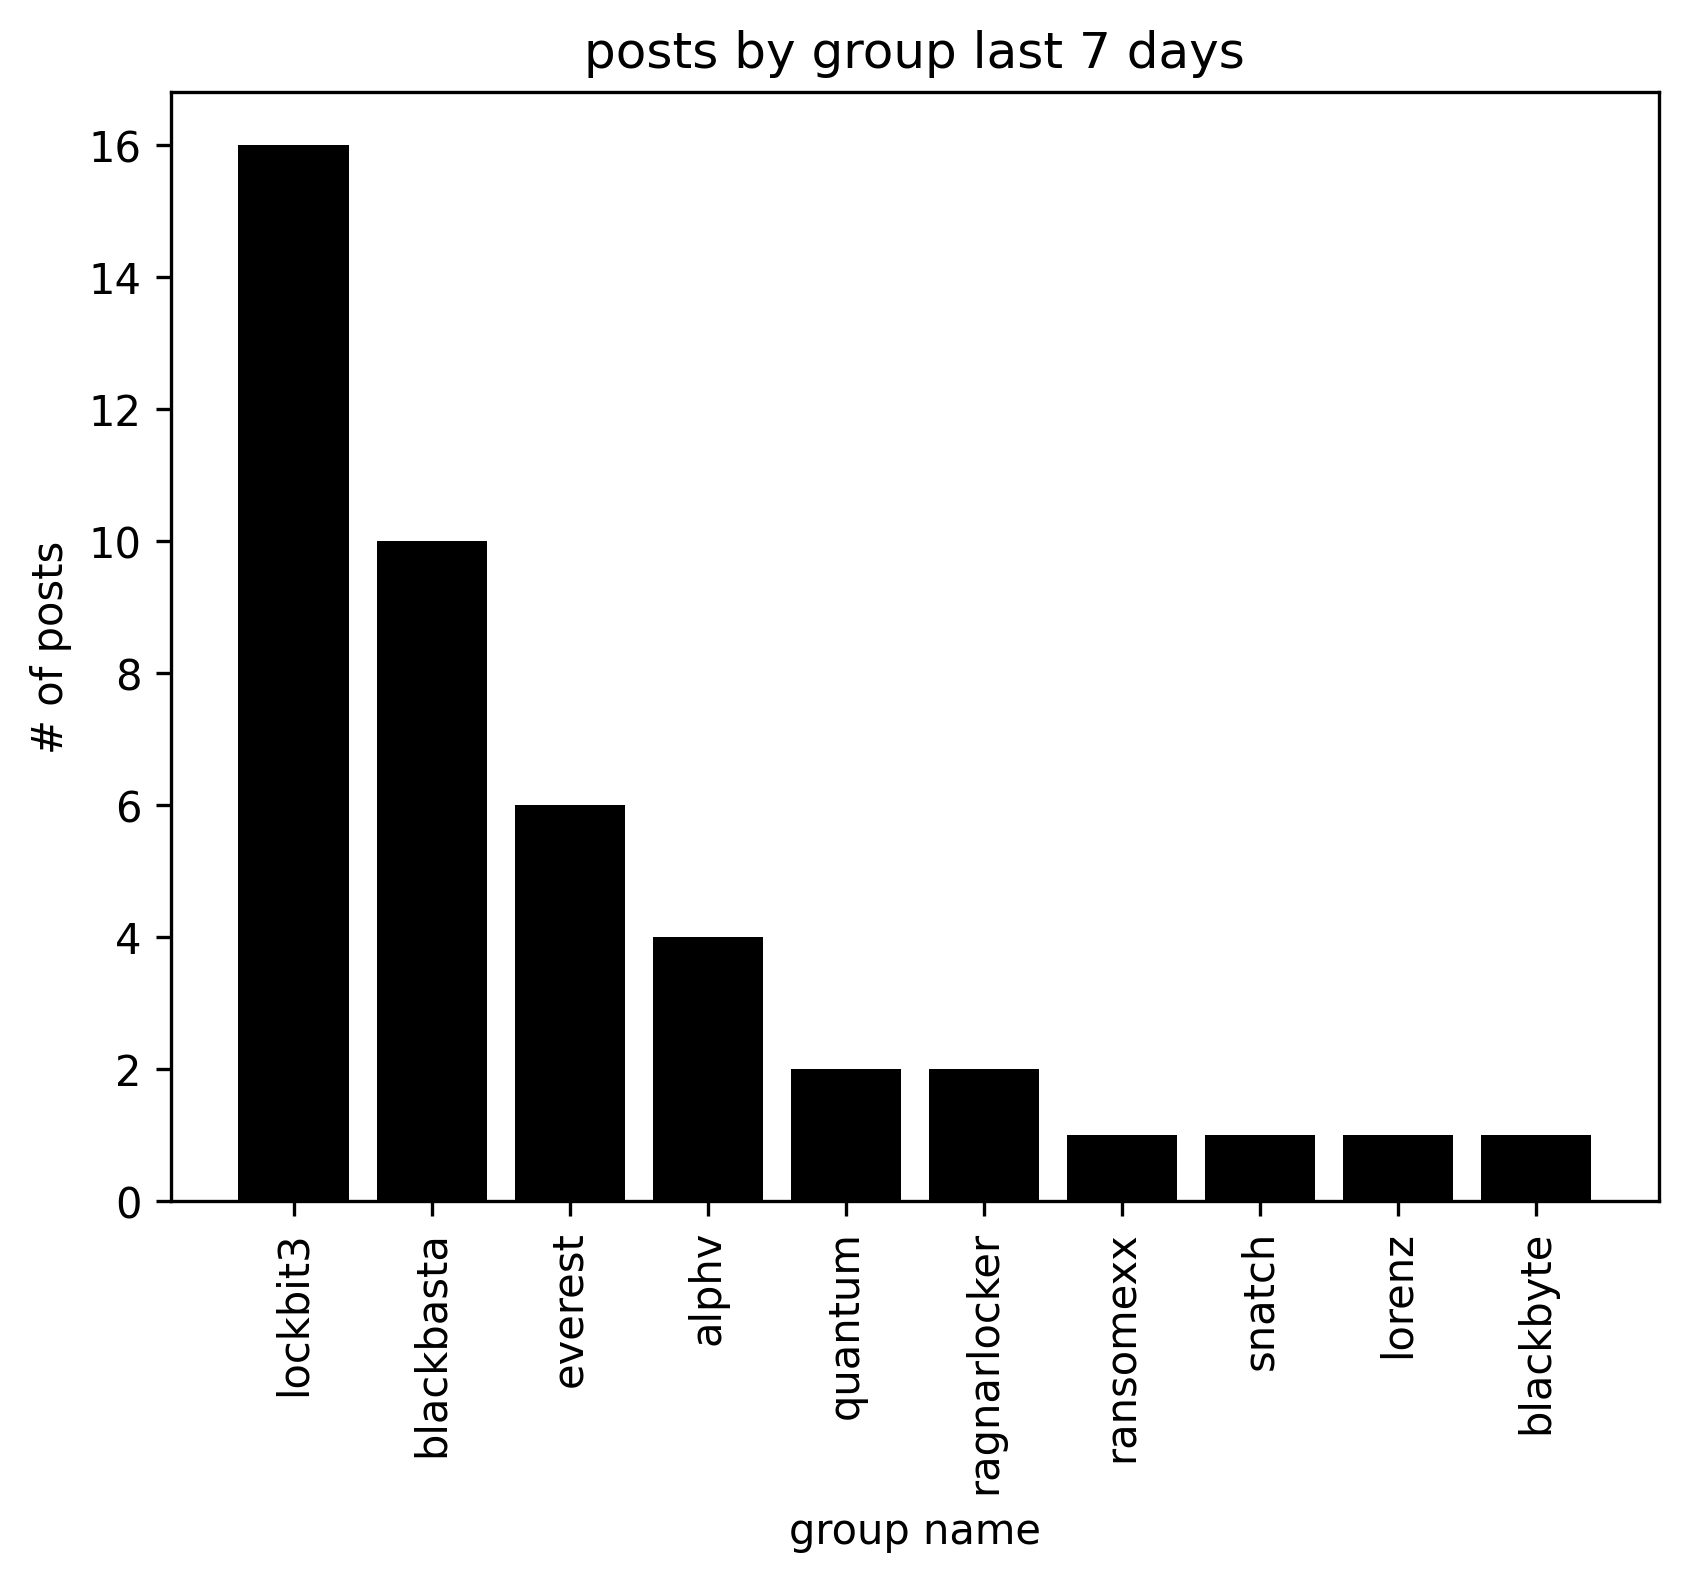 posts by group last 7 days
16
14
12
10
8
6
4
2
0
# of posts
lockbit3
blackbasta
everest
alphv
quantum
ragnarlocker
ransomexx
snatch
lorenz
blackbyte
group name